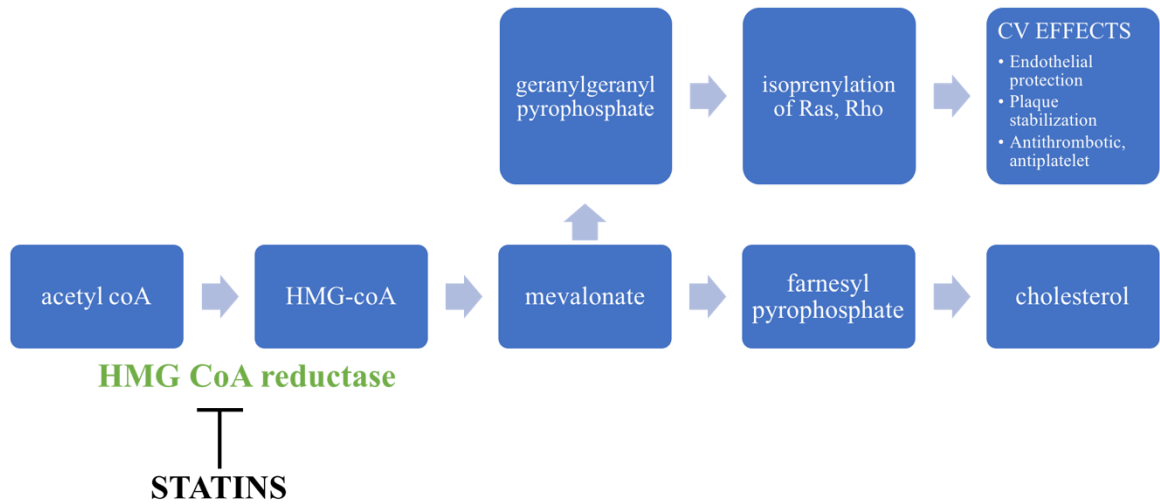 geranylgeranyl
pyrophosphate
isoprenylation
of Ras, Rho
CV EFFECTS
• Endothelial
protection
• Plaque
stabilization
• Antithrombotic,
antiplatelet
acetyl coA
HMG-coA
mevalonate
farnesyl
pyrophosphate
cholesterol
HMG CoA reductase
STATINS